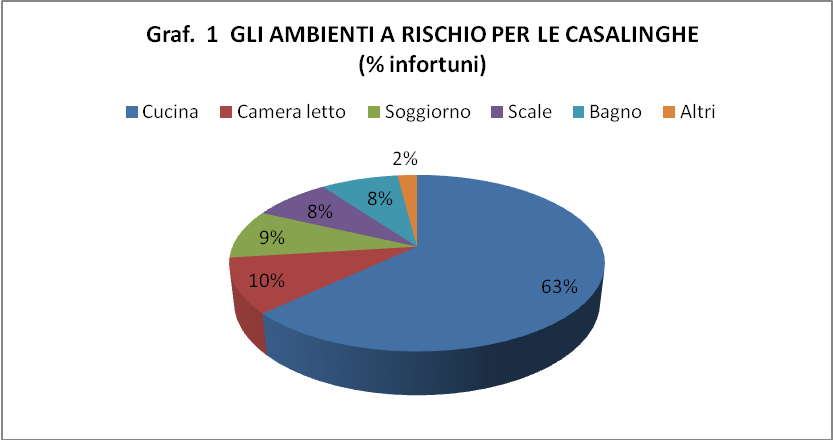 Graf.  1  GLI AMBIENTI A RISCHIO PER LE CASALINGHE
(% infortuni)
Cucina Camera letto Soggiorno Scale Bagno Altri
2%
8%
8%
9%
10%
63%